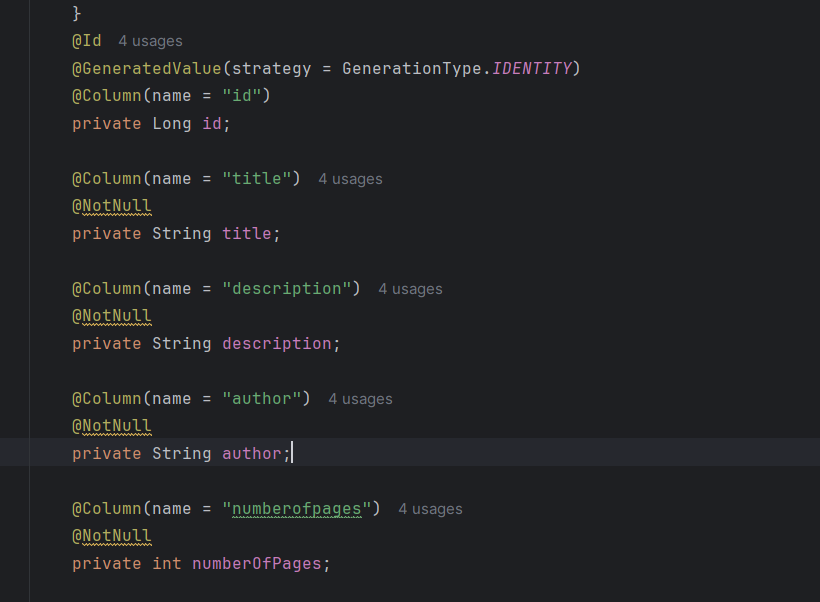 }
@Id 4 usages
@GeneratedValue(strategy = GenerationType.IDENTITY)
@Column(name = "id")
private Long id;
@Column(name = "title") 4 usages
@NotNull
private String title;
@Column(name = "description") 4 usages
@NotNull
private String description;
@Column(name = "author") 4 usages
@NotNull
private String author;
@Column(name = "numberofpages") 4 usages
@NotNull
private int numberOfPages;